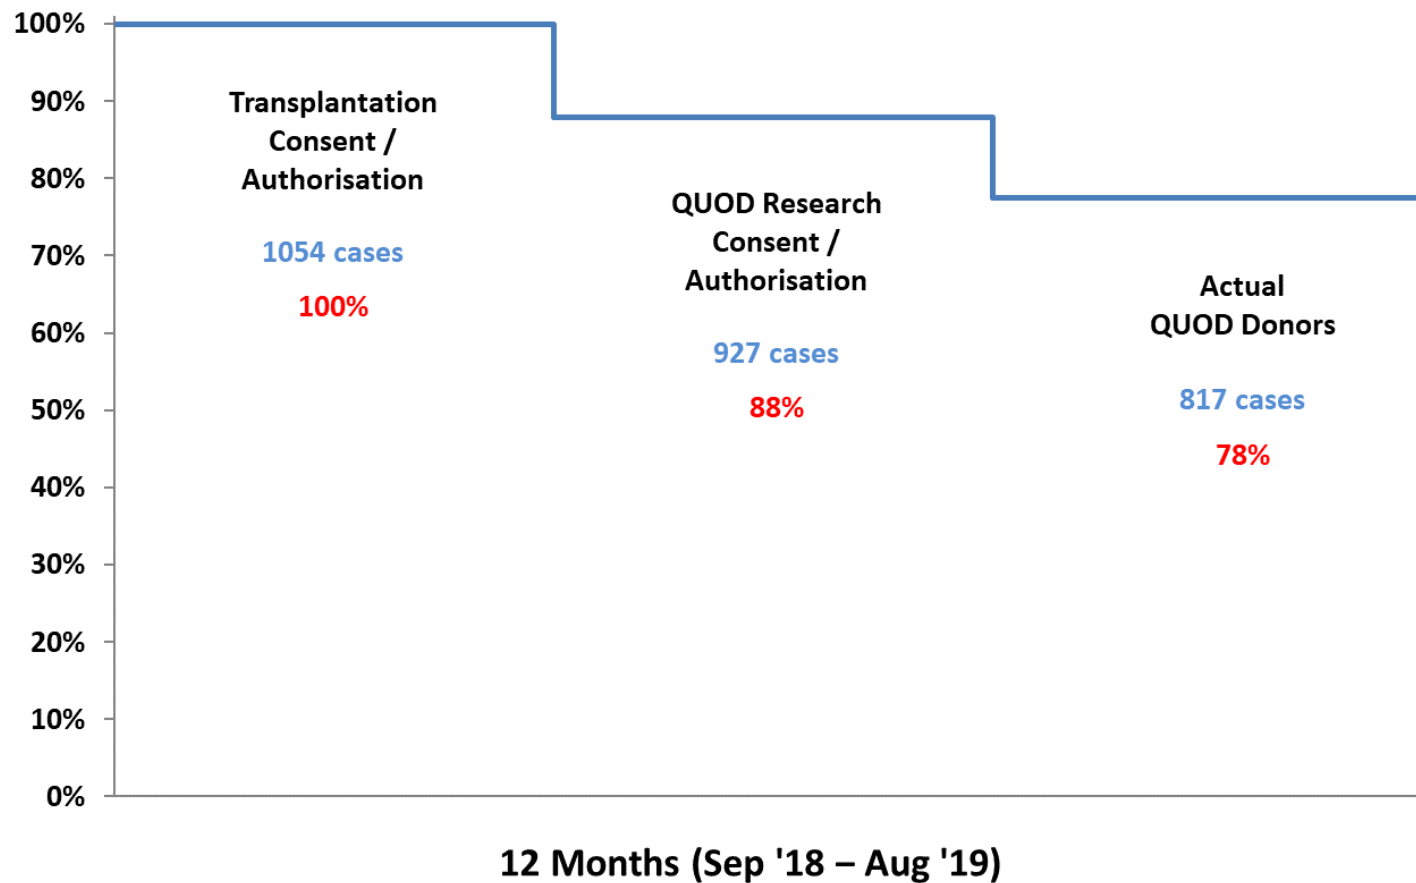 100%
90%
80%
70%
60%
50%
40%
30%
20%
10%
0%
Transplantation
Consent /
Authorisation
1054 cases
100%
QUOD Research
Consent /
Authorisation
927 cases
88%
Actual
QUOD Donors
817 cases
78%
12 Months (Sep '18 – Aug '19)